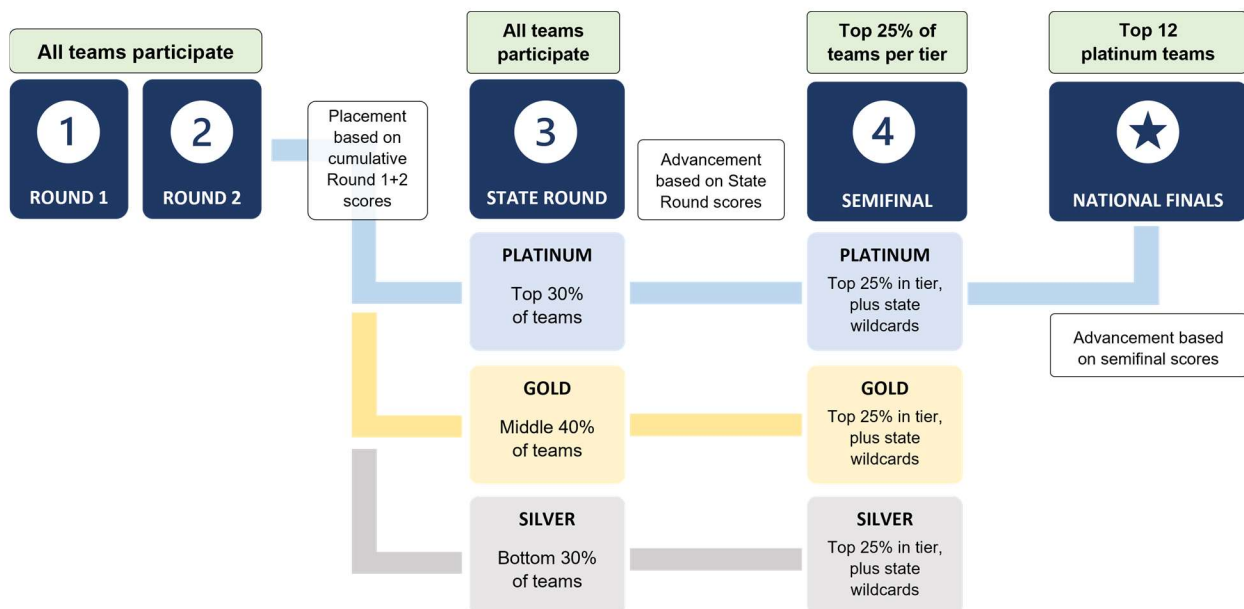 All teams participate
1
ROUND 1
2
ROUND 2
Placement
based on
cumulative
Round 1+2
scores
All teams
participate
3
STATE ROUND
Advancement
based on State
Round scores
Top 25% of
teams per tier
4
SEMIFINAL
Top 12
platinum teams
NATIONAL FINALS
PLATINUM
Top 30%
of teams
PLATINUM
Top 25% in tier,
plus state
wildcards
Advancement based
on semifinal scores
GOLD
Middle 40%
of teams
GOLD
Top 25% in tier,
plus state
wildcards
SILVER
Bottom 30%
of teams
SILVER
Top 25% in tier,
plus state
wildcards